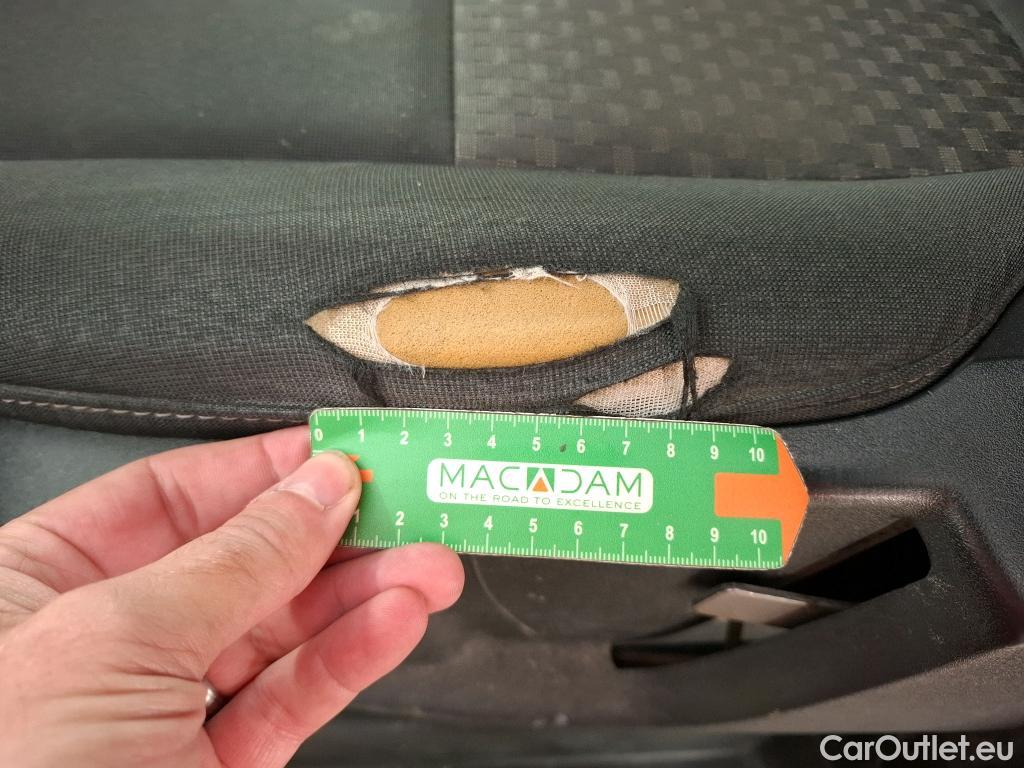 0 1 2 3 4 5 6 7 8 9 10
MACADAM
ON THE ROAD TO EXCELLENCE
1 2 3 4 5 6 7 8 9 10
CarOutlet.eu